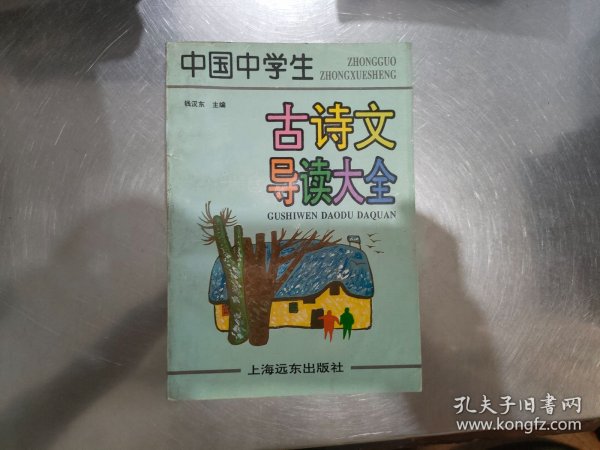 中国中学生
ZHONGGUO
ZHONGXUESHENG
钱汉东 主编
古诗文
导读大全
GUSHIWEN DAODU DAQUAN
上海远东出版社
孔夫子旧书网
www.kongfz.com